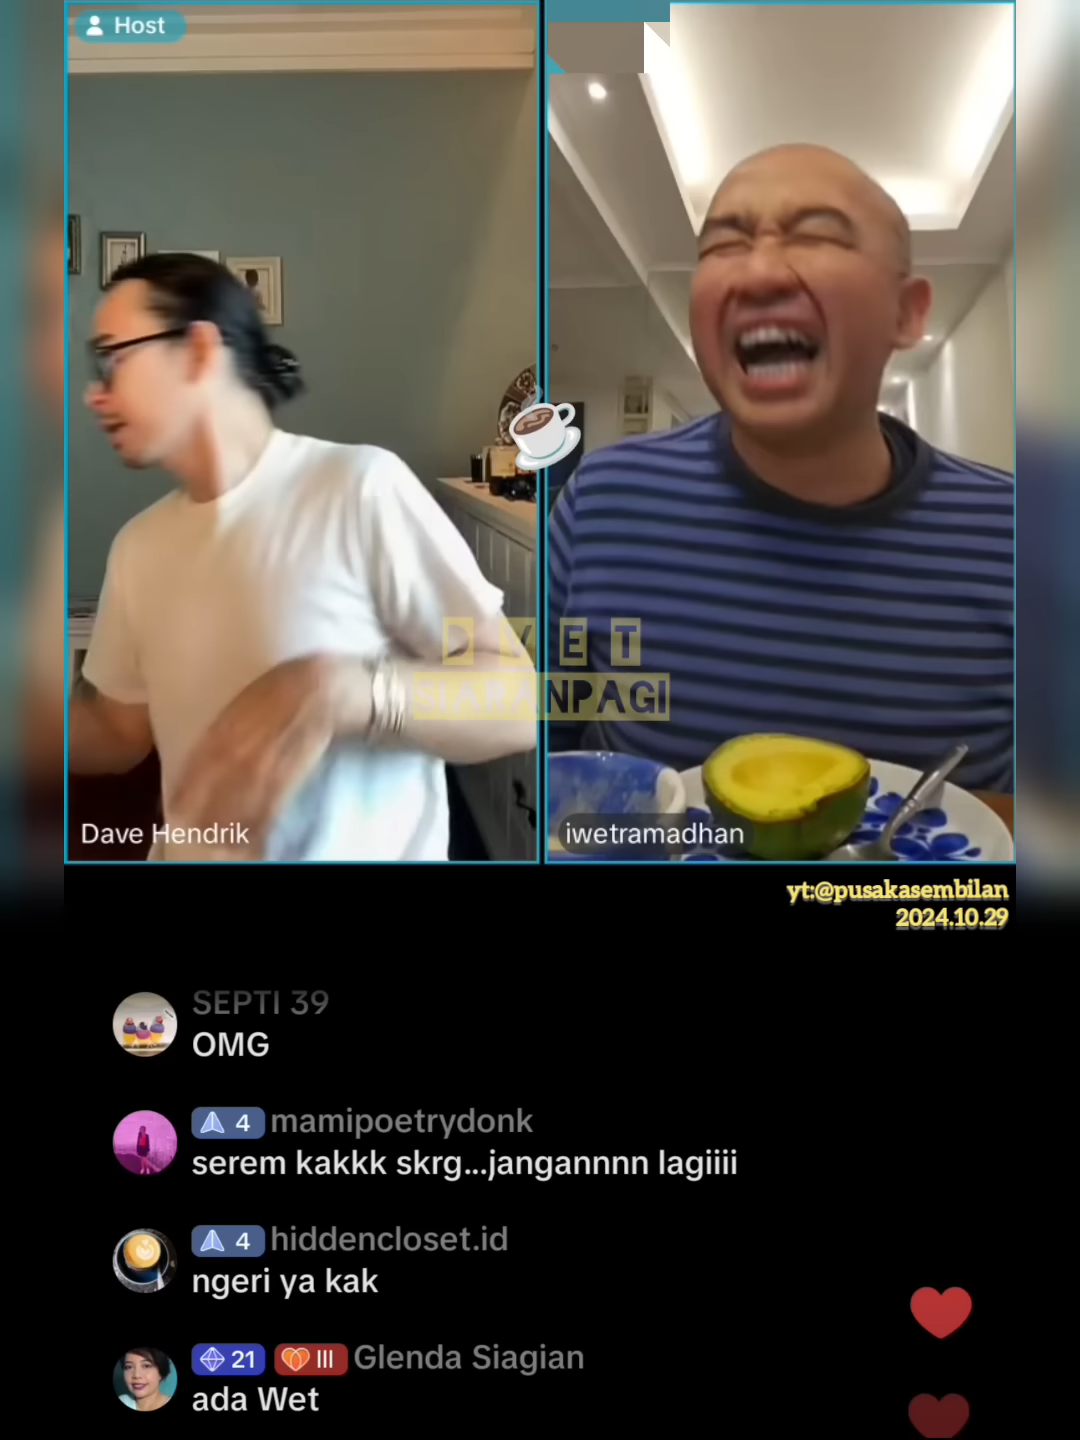 Host
D V E T
SIARANPAGI
Dave Hendrik
iwetramadhan
yt:@pusakasembilan
2024.10.29
SEPTI 39
OMG
4 mamipoetrydonk
serem kakkk skrg...jangannnn lagiiii
4 hiddencloset.id
ngeri ya kak
21 III Glenda Siagian
ada Wet